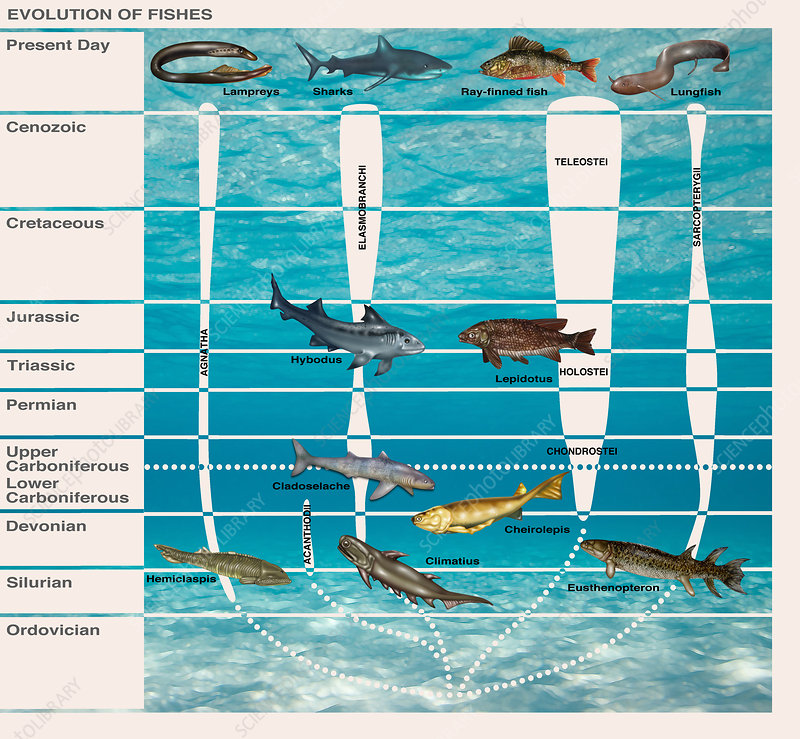 EVOLUTION OF FISHES
Present Day
Lampreys
Sharks
Ray-finned fish
Lungfish
Cenozoic
TELEOSTEI
ELASMOBRANCHI
SARCOPTERYGII
Cretaceous
Jurassic
AGNATHA
Hybodus
Lepidotus
HOLOSTEI
Triassic
Permian
Upper
Carboniferous
CHONDROSTEI
Lower
Carboniferous
Cladoselache
Devonian
ACANTHODII
Cheirolepis
Climatius
Silurian
Hemiclaspis
Eusthenopteron
Ordovician
SCIENCEphotoLIBRARY